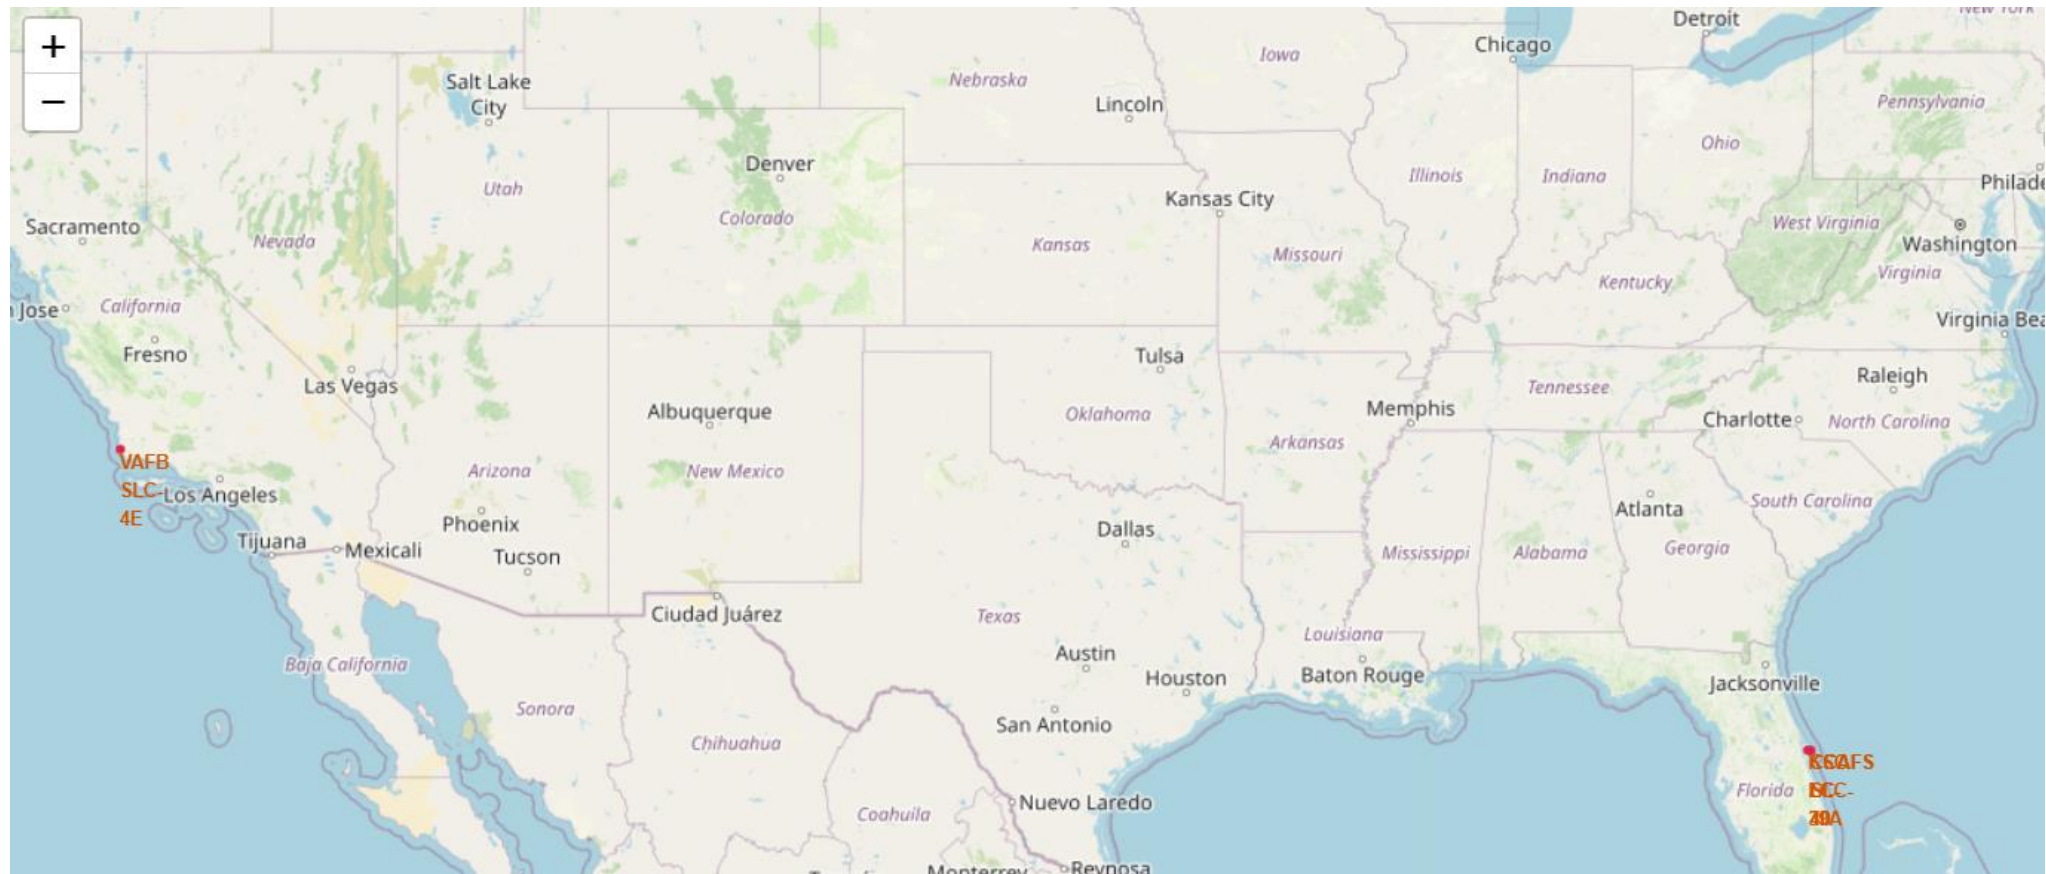 +
−
Detroit
Chicago
Iowa
Salt Lake
City
Nebraska
Lincoln
Pennsylvania
Ohio
Denver
Utah
Illinois
Indiana
Kansas City
Colorado
Sacramento
Nevada
Kansas
Missouri
West Virginia
Washington
Virginia
Kentucky
California
Jose
Virginia Bea
Fresno
Las Vegas
Tulsa
Tennessee
Raleigh
Albuquerque
Oklahoma
Memphis
Charlotte
North Carolina
Arkansas
VAFB
SLC-
4E
Arizona
New Mexico
Los Angeles
South Carolina
Atlanta
Phoenix
Dallas
Tijuana
Mexicali
Tucson
Mississippi
Alabama
Georgia
Ciudad Juárez
Texas
Louisiana
Austin
Baja California
Houston
Baton Rouge
Jacksonville
Sonora
San Antonio
Chihuahua
Florida
Nuevo Laredo
Coahuila
Monterrey
Reynosa